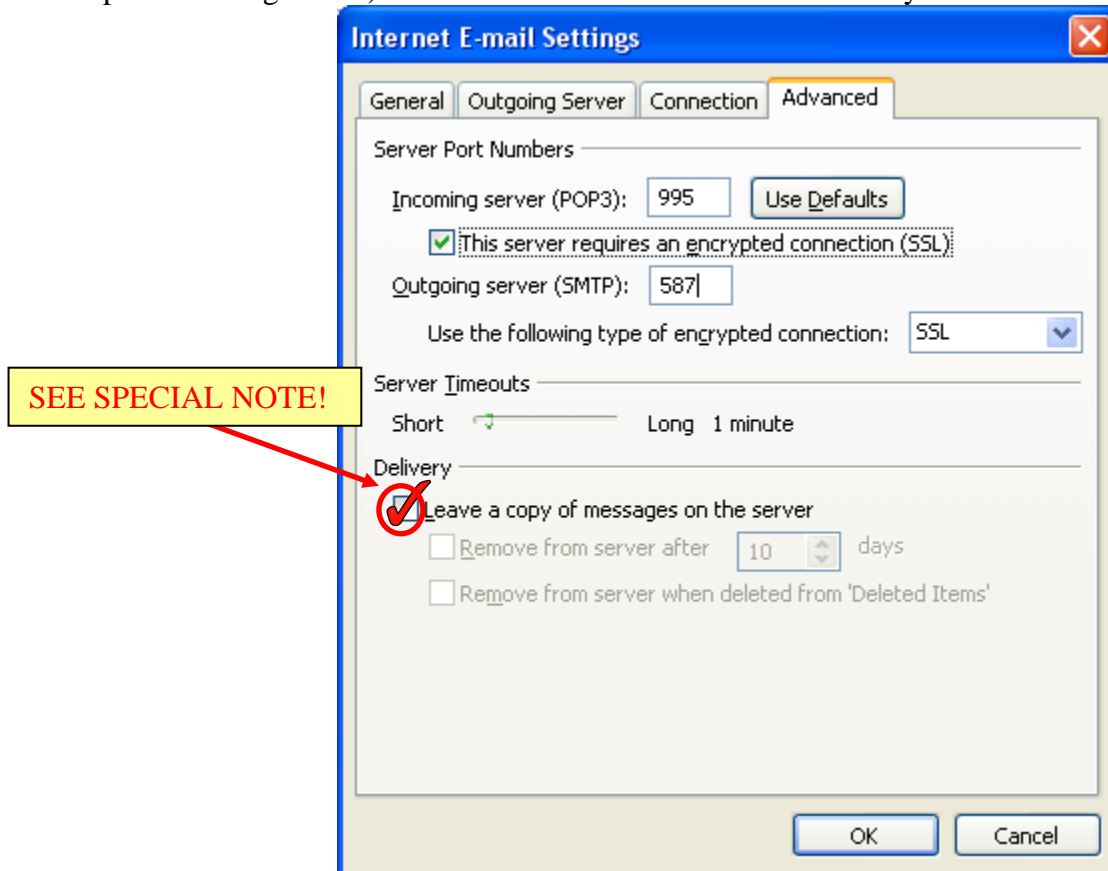 Internet E-mail Settings
General Outgoing Server Connection Advanced
Server Port Numbers
Incoming server (POP3): 995 Use Defaults
This server requires an encrypted connection (SSL)
Outgoing server (SMTP): 587
Use the following type of encrypted connection: SSL
SEE SPECIAL NOTE!
Server Timeouts
Short Long 1 minute
Delivery
Leave a copy of messages on the server
Remove from server after 10 days
Remove from server when deleted from 'Deleted Items'
OK Cancel